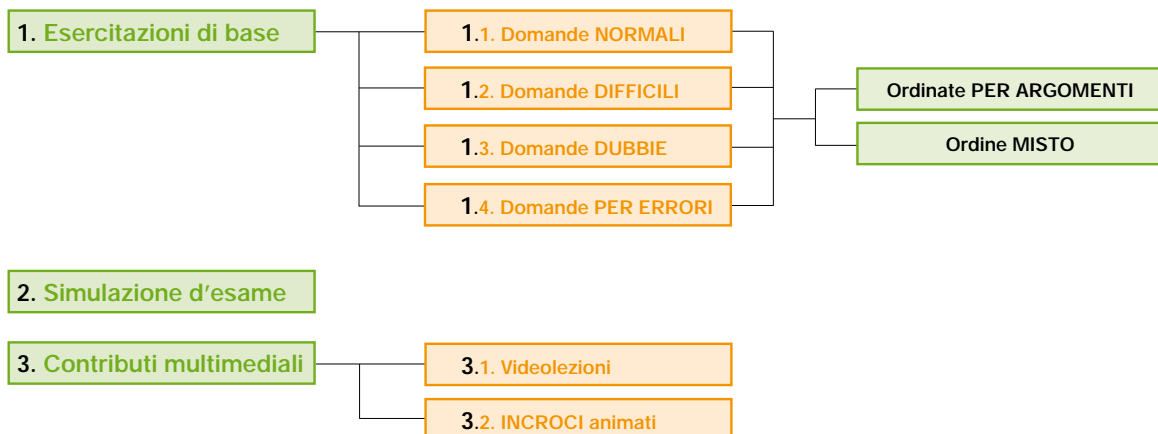 1. Esercitazioni di base
1.1. Domande NORMALI
1.2. Domande DIFFICILI
1.3. Domande DUBBIE
1.4. Domande PER ERRORI
Ordinate PER ARGOMENTI
Ordine MISTO
2. Simulazione d'esame
3. Contributi multimediali
3.1. Videolezioni
3.2. INCROCI animati